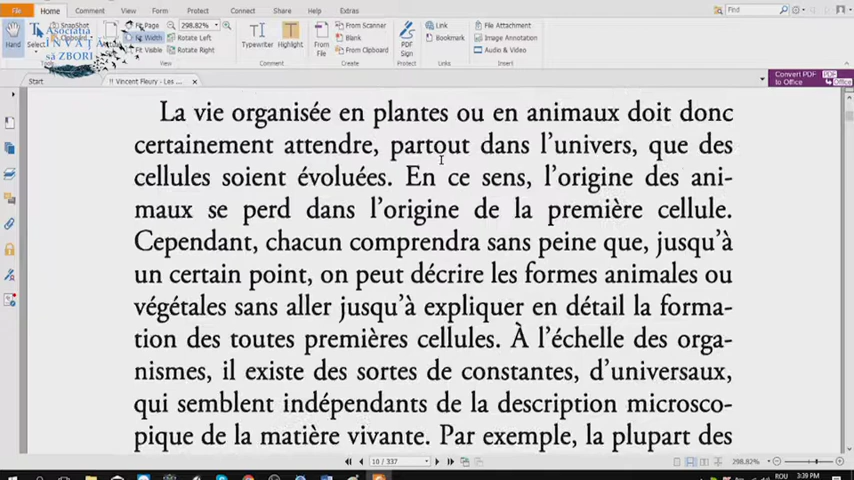 File Home Comment View Form Protect Share Help Extras Find
SnapShot Clipboard Fit Page 298.82% From Scanner Link File Attachment
Hand Select Fit Width Rotate Left Typewriter Highlight From File Blank PDF Sign Bookmark Image Annotation
Fit Visible Rotate Right From Clipboard Audio & Video
Asociația
ÎNVAȚ
să ZBORI
View Comment Create Protect Links Insert
Start !! Vincent Fleury - Les ... Convert PDF to Office
La vie organisée en plantes ou en animaux doit donc
certainement attendre, partout dans l'univers, que des
cellules soient évoluées. En ce sens, l'origine des ani-
maux se perd dans l'origine de la première cellule.
Cependant, chacun comprendra sans peine que, jusqu'à
un certain point, on peut décrire les formes animales ou
végétales sans aller jusqu'à expliquer en détail la forma-
tion des toutes premières cellules. À l'échelle des orga-
nismes, il existe des sortes de constantes, d'universaux,
qui semblent indépendants de la description microsco-
pique de la matière vivante. Par exemple, la plupart des
10 / 337 298.82%
ROU 3:39 PM